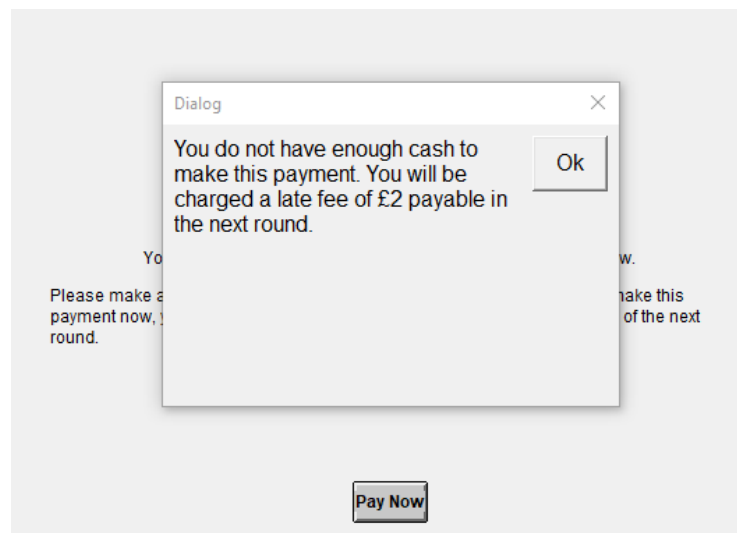 Dialog
You do not have enough cash to
make this payment. You will be
charged a late fee of £2 payable in
the next round.
Ok
Please make
make this
payment now,
of the next
round.
Pay Now